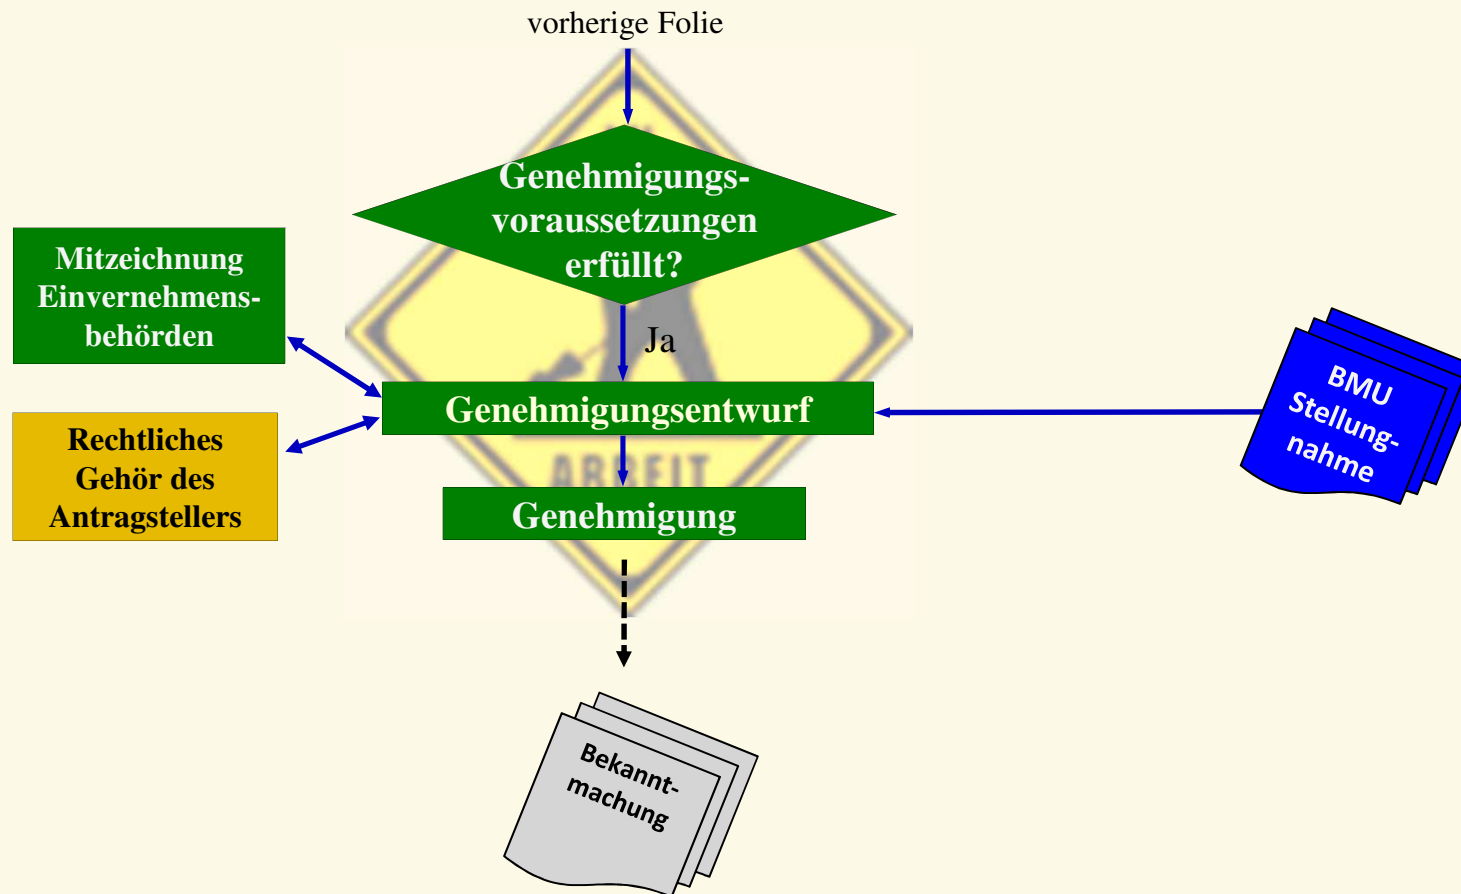 vorherige Folie
Genehmigungs-
voraussetzungen
erfüllt?
Mitzeichnung
Einvernehmens-
behörden
Ja
BMU
Stellung-
nahme
Genehmigungsentwurf
Rechtliches
Gehör des
Antragstellers
ARBEIT
Genehmigung
Bekannt-
machung